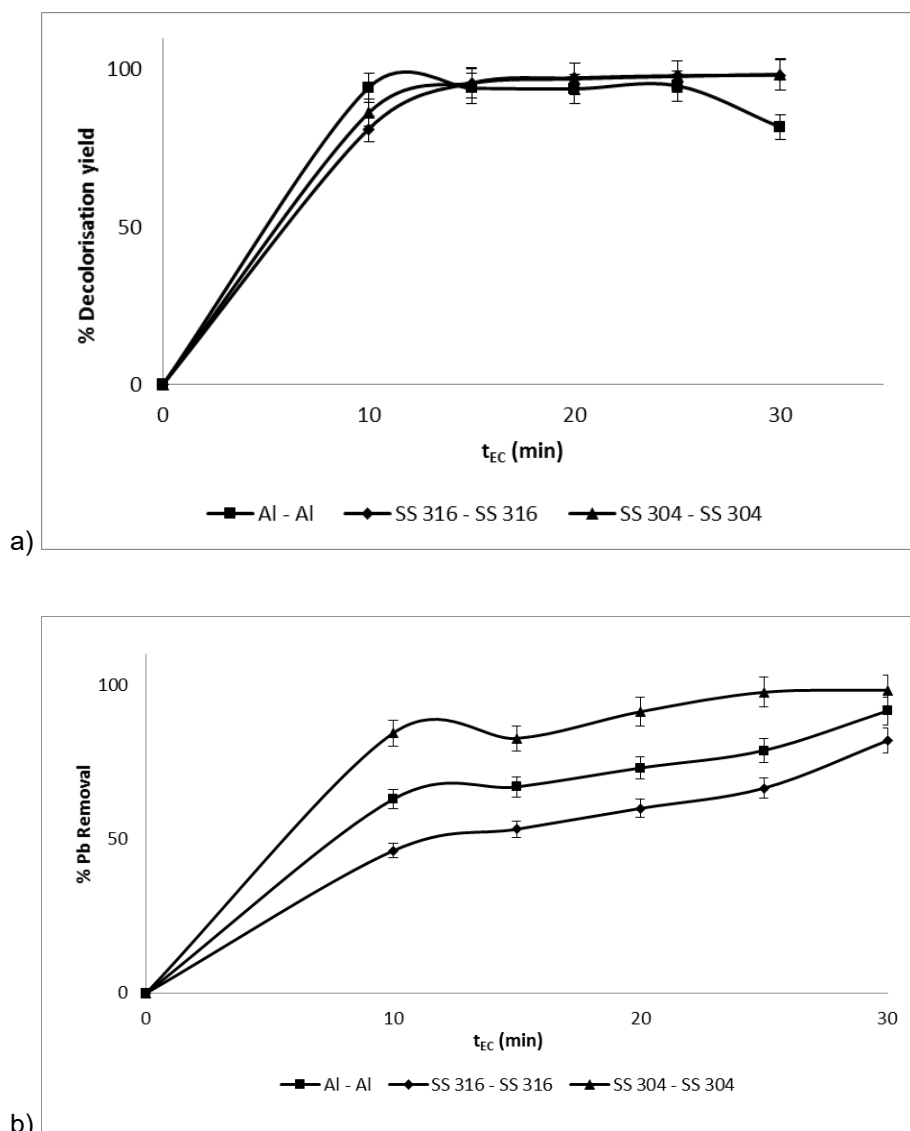 100
50
0
% Decolorisation yield
0 10 20 30
tEC (min)
Al - Al SS 316 - SS 316 SS 304 - SS 304
a)
100
50
0
% Pb Removal
0 10 20 30
tEC (min)
Al - Al SS 316 - SS 316 SS 304 - SS 304
b)